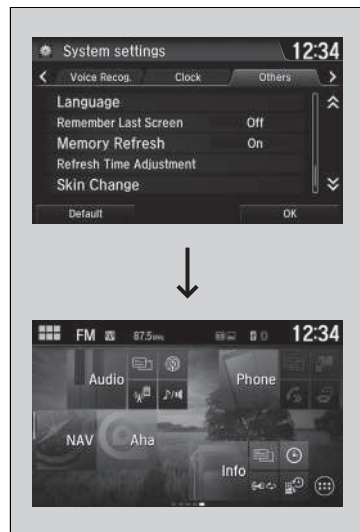 System settings 12:34
Voice Recog. Clock Others
Language
Remember Last Screen Off
Memory Refresh On
Refresh Time Adjustment
Skin Change
Default OK
FM 87.5 12:34
Audio Phone
NAV Aha
Info